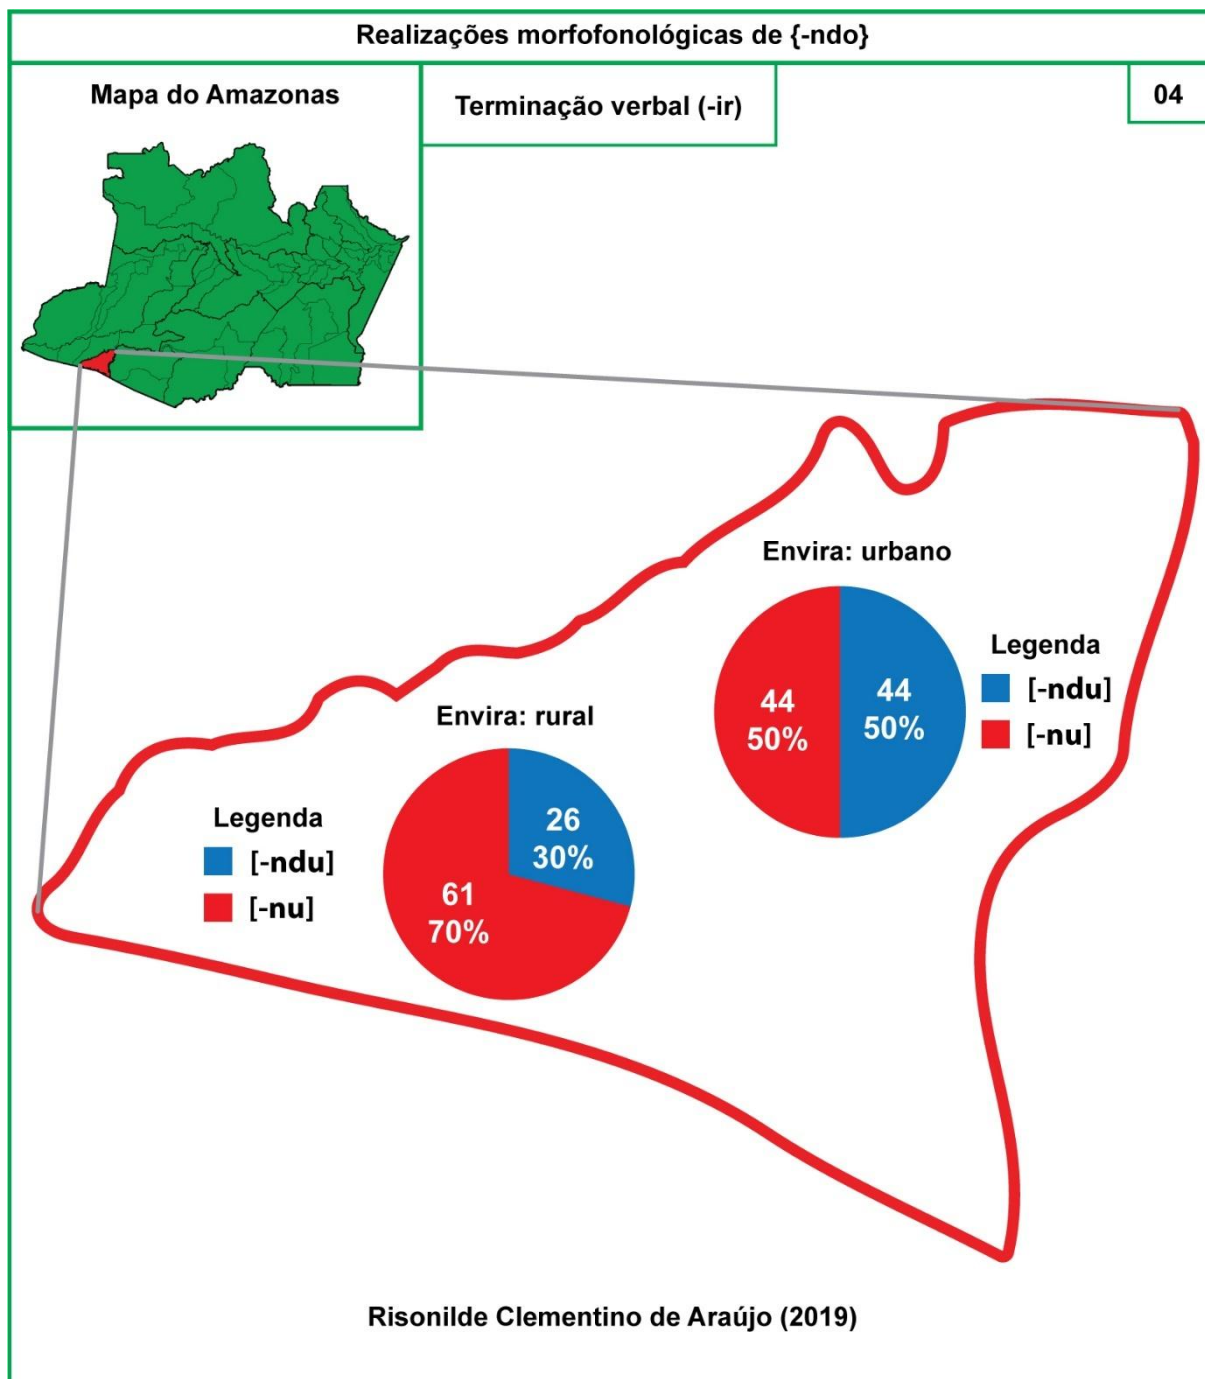 Realizações morfofonológicas de {-ndo}
Mapa do Amazonas
Terminação verbal (-ir)
04
Envira: urbano
44
50%
44
50%
Legenda
[-ndu]
[-nu]
Envira: rural
Legenda
[-ndu]
[-nu]
26
30%
61
70%
Risonilde Clementino de Araújo (2019)